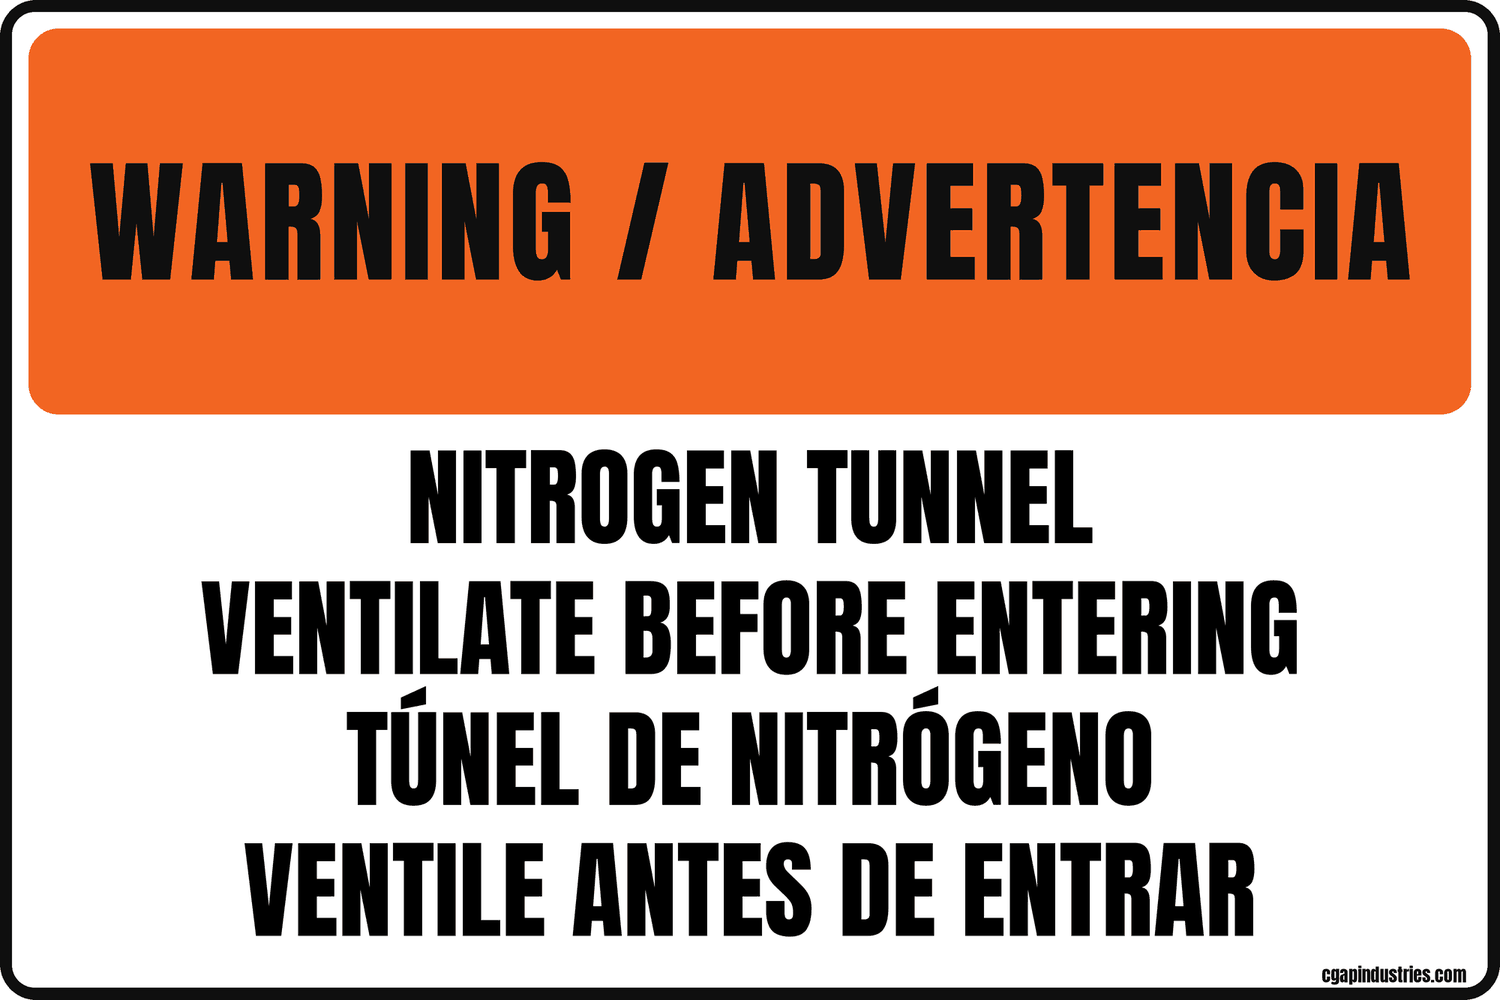 WARNING / ADVERTENCIA
NITROGEN TUNNEL
VENTILATE BEFORE ENTERING
TÚNEL DE NITRÓGENO
VENTILE ANTES DE ENTRAR
cgapindustries.com